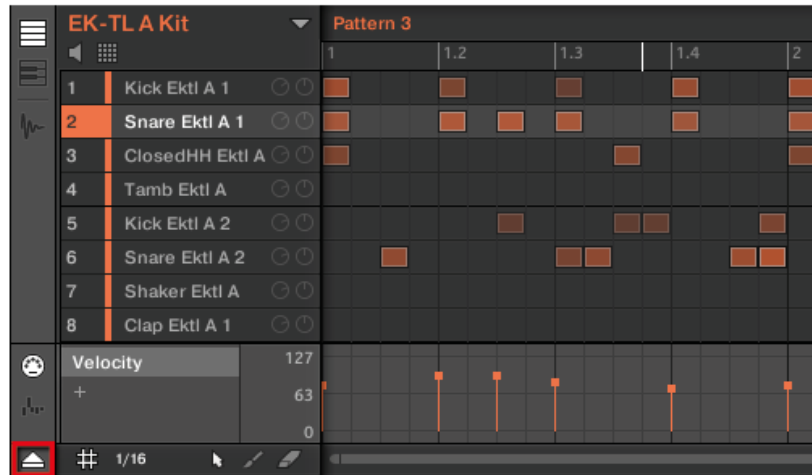 EK-TL A Kit
Pattern 3
1 1.2 1.3 1.4 2
1 Kick Ektl A 1
2 Snare Ektl A 1
3 ClosedHH Ektl A
4 Tamb Ektl A
5 Kick Ektl A 2
6 Snare Ektl A 2
7 Shaker Ektl A
8 Clap Ektl A 1
Velocity 127
+ 63
0
1/16